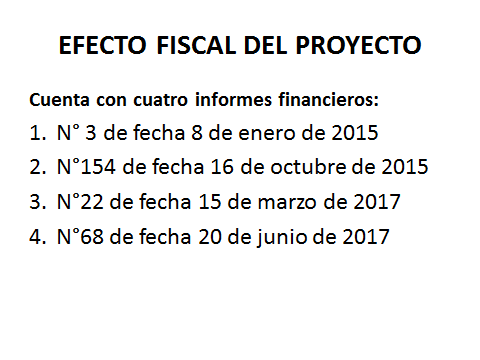 EFECTO FISCAL DEL PROYECTO
Cuenta con cuatro informes financieros:
1. N° 3 de fecha 8 de enero de 2015
2. N°154 de fecha 16 de octubre de 2015
3. N°22 de fecha 15 de marzo de 2017
4. N°68 de fecha 20 de junio de 2017